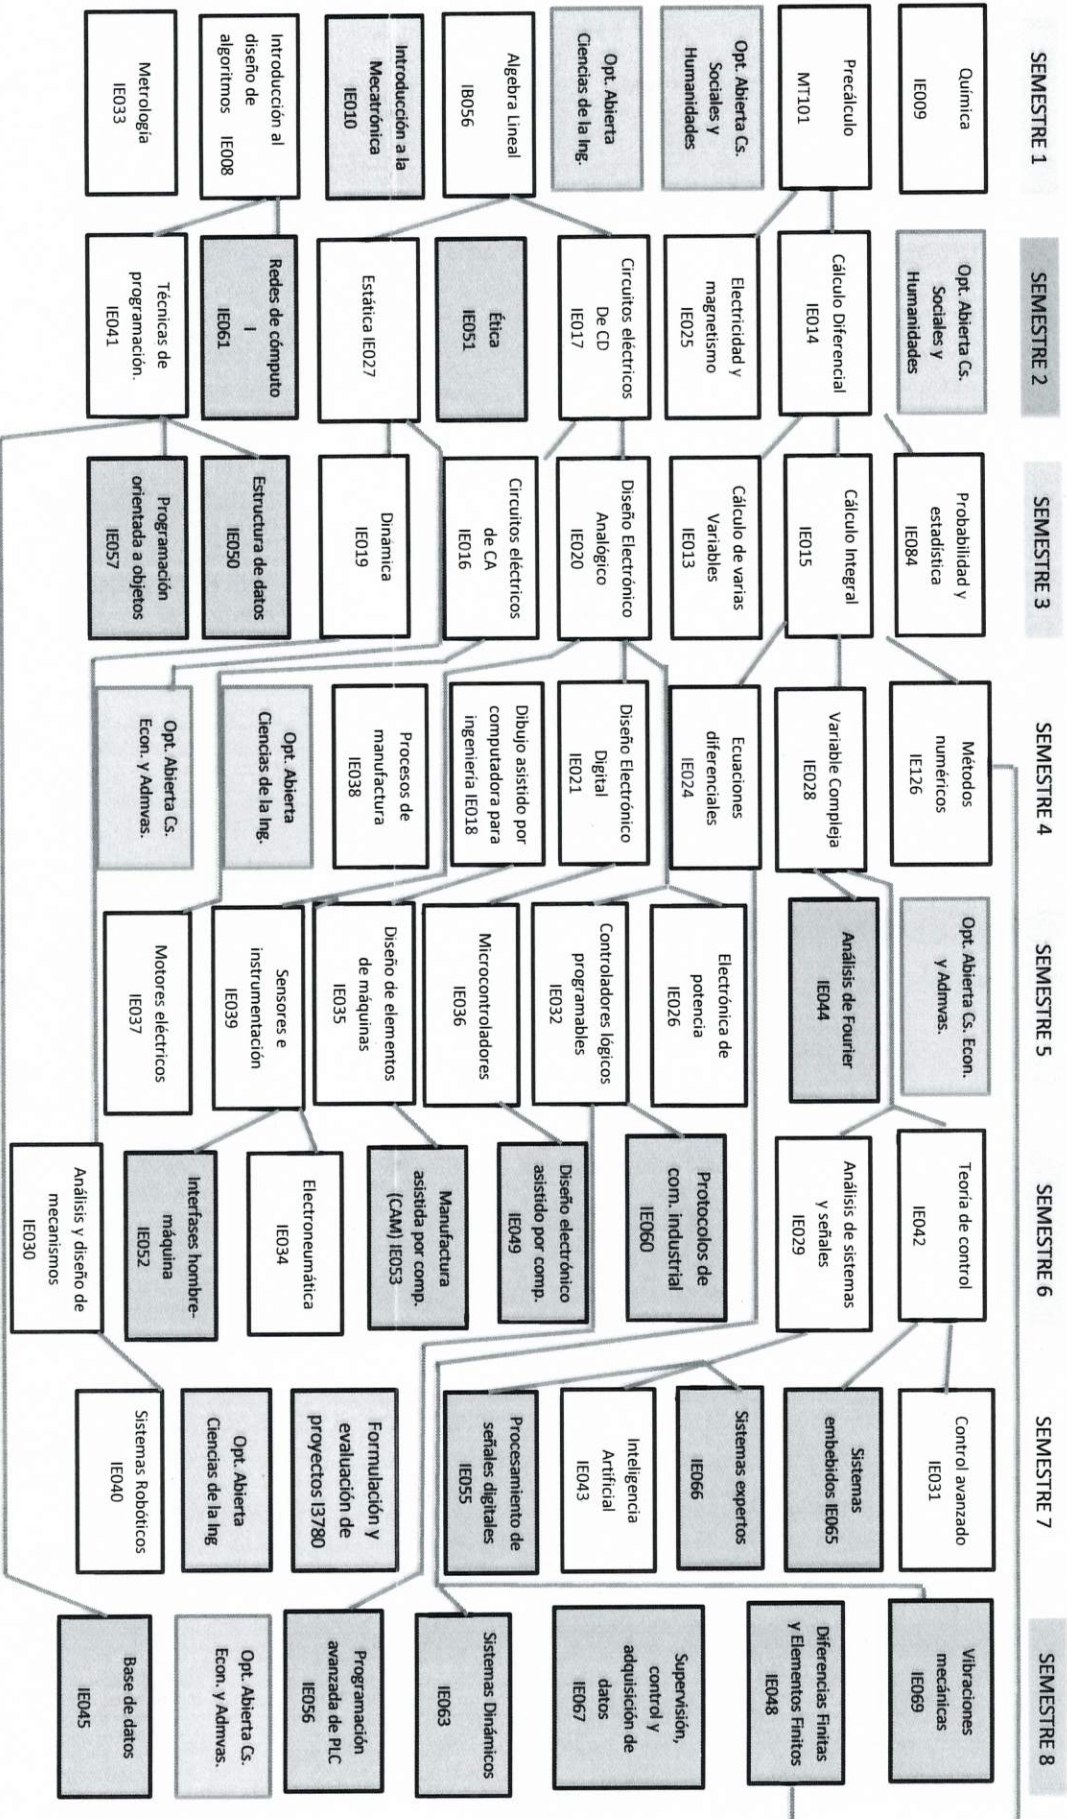 SEMESTRE 1
Química
IE009
Precálculo
MT101
Opt. Abierta Cs.
Sociales y
Humanidades
Opt. Abierta
Ciencias de la Ing.
Algebra Lineal
IB056
Introducción a la
Mecatrónica
IE010
Introducción al
diseño de
algoritmos IE008
Metrología
IE033
SEMESTRE 2
Opt. Abierta Cs.
Sociales y
Humanidades
Cálculo Diferencial
IE014
Electricidad y
magnetismo
IE025
Circuitos eléctricos
De CD
IE017
Ética
IE051
Estática IE027
Redes de cómputo
I
IE061
Técnicas de
programación.
IE041
SEMESTRE 3
Probabilidad y
estadística
IE084
Cálculo Integral
IE015
Cálculo de varias
Variables
IE013
Diseño Electrónico
Analógico
IE020
Circuitos eléctricos
de CA
IE016
Dinámica
IE019
Estructura de datos
IE050
Programación
orientada a objetos
IE057
SEMESTRE 4
Métodos
numéricos
IE126
Variable Compleja
IE028
Ecuaciones
diferenciales
IE024
Diseño Electrónico
Digital
IE021
Dibujo asistido por
computadora para
ingeniería IE018
Procesos de
manufactura
IE038
Opt. Abierta
Ciencias de la Ing.
Opt. Abierta Cs.
Econ. y Admvas.
SEMESTRE 5
Opt. Abierta Cs. Econ.
y Admvas.
Análisis de Fourier
IE044
Electrónica de
potencia
IE026
Controladores lógicos
programables
IE032
Microcontroladores
IE036
Diseño de elementos
de máquinas
IE035
Sensores e
instrumentación
IE039
Motores eléctricos
IE037
SEMESTRE 6
Teoría de control
IE042
Análisis de sistemas
y señales
IE029
Protocolos de
com. industrial
IE060
Diseño electrónico
asistido por comp.
IE049
Manufactura
asistida por comp.
(CAM) IE053
Electroneumática
IE034
Interfases hombre-
máquina
IE052
Análisis y diseño de
mecanismos
IE030
SEMESTRE 7
Control avanzado
IE031
Sistemas
embebidos IE065
Sistemas expertos
IE066
Inteligencia
Artificial
IE043
Procesamiento de
señales digitales
IE055
Formulación y
evaluación de
proyectos I3780
Opt. Abierta
Ciencias de la Ing
Sistemas Robóticos
IE040
SEMESTRE 8
Vibraciones
mecánicas
IE069
Diferencias Finitas
y Elementos Finitos
IE048
Supervisión,
control y
adquisición de
datos
IE067
Sistemas Dinámicos
IE063
Programación
avanzada de PLC
IE056
Opt. Abierta Cs.
Econ. y Admvas.
Base de datos
IE045